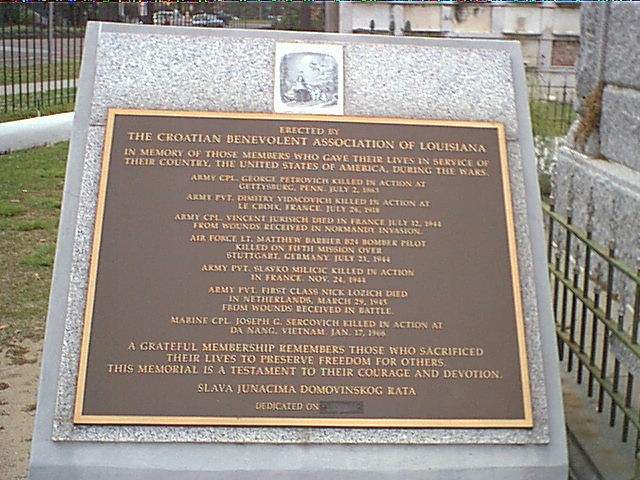 ERECTED BY
THE CROATIAN BENEVOLENT ASSOCIATION OF LOUISIANA
IN MEMORY OF THOSE MEMBERS WHO GAVE THEIR LIVES IN SERVICE OF
THEIR COUNTRY, THE UNITED STATES OF AMERICA, DURING THE WARS.
ARMY CPL. GEORGE PETROVICH KILLED IN ACTION AT
GETTYSBURG, PENN. JULY 2, 1863
ARMY PVT. DIMITRY VIDACOVICH KILLED IN ACTION AT
LE CROIX, FRANCE. JULY 26, 1918
ARMY CPL. VINCENT JURISICH DIED IN FRANCE JULY 12, 1944
FROM WOUNDS RECEIVED IN NORMANDY INVASION.
AIR FORCE LT. MATTHEW BARBIER B24 BOMBER PILOT
KILLED ON FIFTH MISSION OVER
STUTTGART, GERMANY. JULY 21, 1944
ARMY PVT. SLAVKO MILICIC KILLED IN ACTION
IN FRANCE. NOV. 24, 1944
ARMY PVT. FIRST CLASS NICK LOZICH DIED
IN NETHERLANDS, MARCH 29, 1945
FROM WOUNDS RECEIVED IN BATTLE.
MARINE CPL. JOSEPH G. SERCOVICH KILLED IN ACTION AT
DA NANG, VIETNAM. JAN. 17, 1966
A GRATEFUL MEMBERSHIP REMEMBERS THOSE WHO SACRIFICED
THEIR LIVES TO PRESERVE FREEDOM FOR OTHERS.
THIS MEMORIAL IS A TESTAMENT TO THEIR COURAGE AND DEVOTION.
SLAVA JUNACIMA DOMOVINSKOG RATA
DEDICATED ON